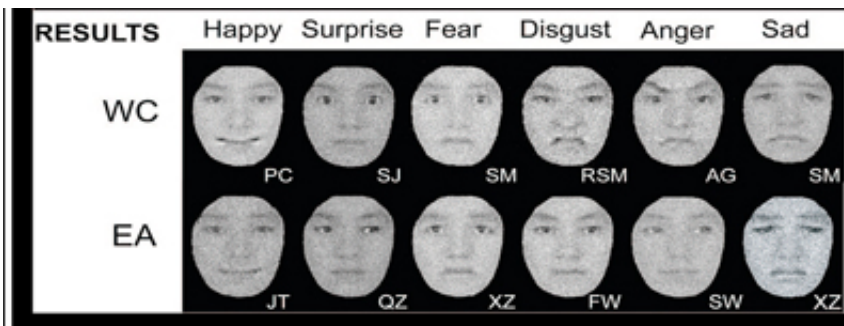 RESULTS Happy Surprise Fear Disgust Anger Sad
WC
PC SJ SM RSM AG SM
EA
JT QZ XZ FW SW XZ